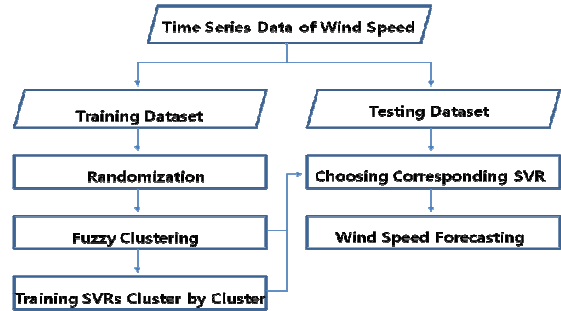 Time Series Data of Wind Speed
Training Dataset
Testing Dataset
Randomization
Choosing Corresponding SVR
Fuzzy Clustering
Wind Speed Forecasting
Training SVRs Cluster by Cluster